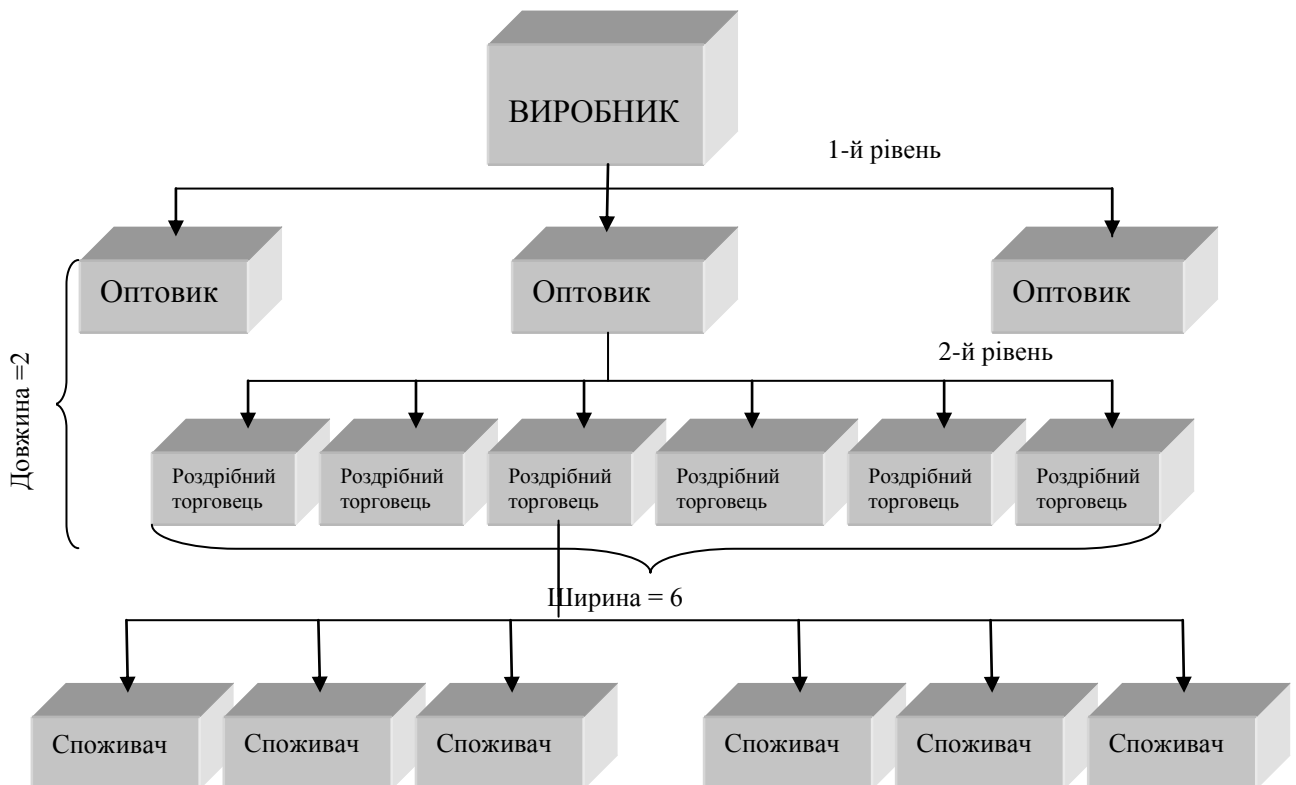 ВИРОБНИК
1-й рівень
Оптовик
Оптовик
Оптовик
Довжина =2
2-й рівень
Роздрібний
торговець
Роздрібний
торговець
Роздрібний
торговець
Роздрібний
торговець
Роздрібний
торговець
Роздрібний
торговець
Ширина = 6
Споживач
Споживач
Споживач
Споживач
Споживач
Споживач